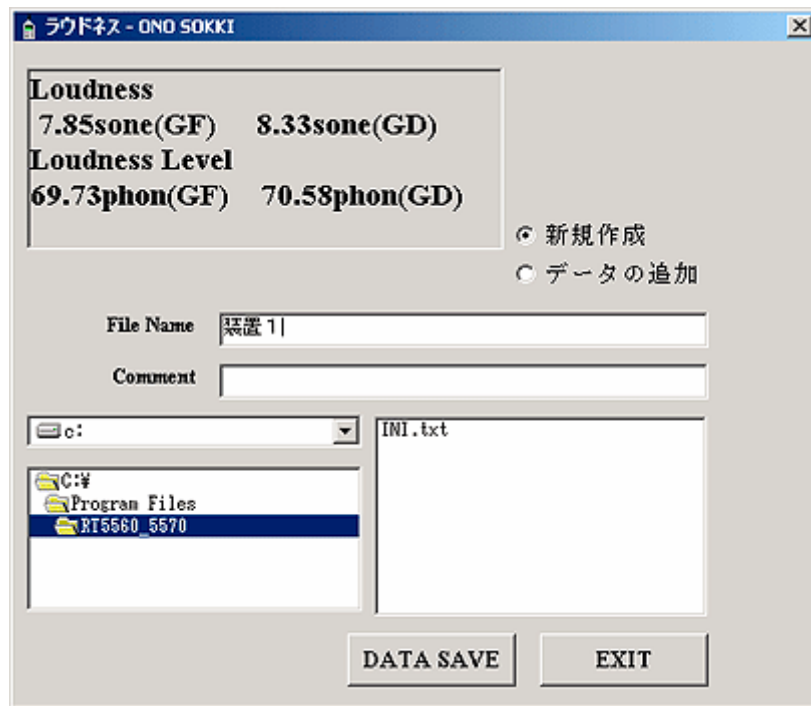 ラウドネス - ONO SOKKI
Loudness
7.85sone(GF) 8.33sone(GD)
Loudness Level
69.73phon(GF) 70.58phon(GD)
新規作成
データの追加
File Name 装置1
Comment
c:
INI.txt
C:¥
Program Files
RT5560_5570
DATA SAVE
EXIT